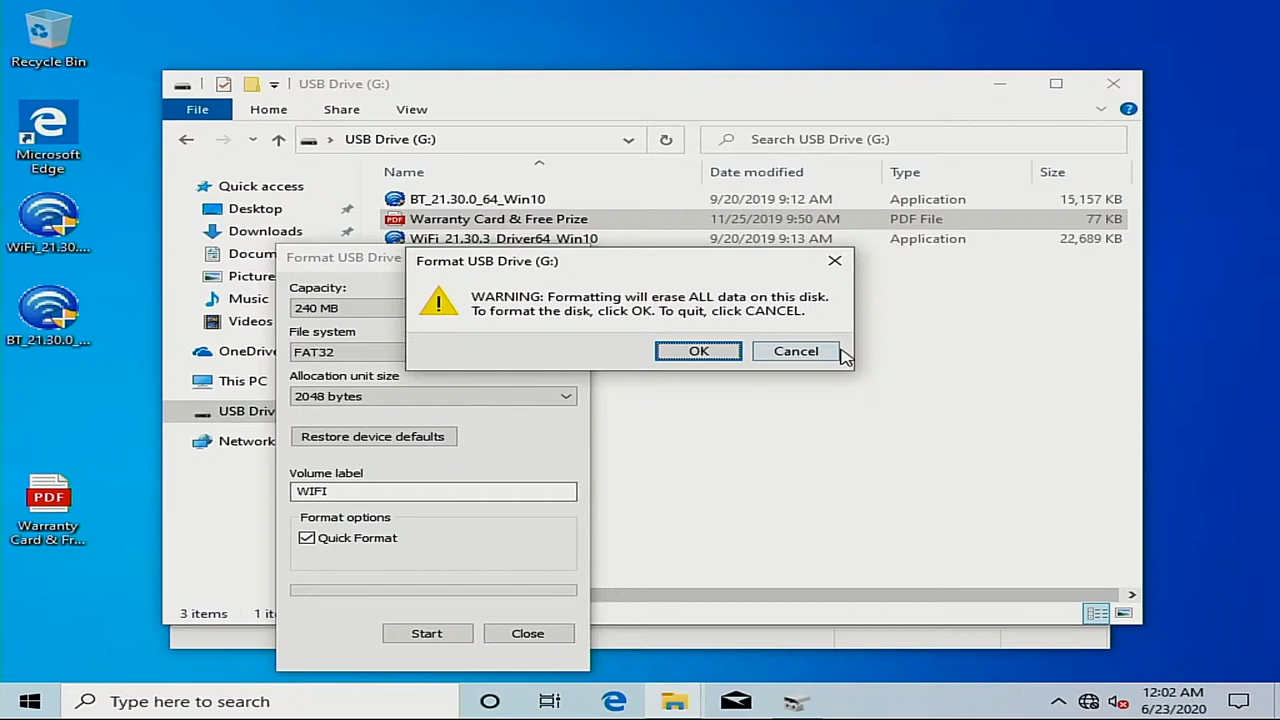 Recycle Bin
Microsoft
Edge
WiFi_21.30....
BT_21.30.0_...
PDF
Warranty
Card & Fr...
USB Drive (G:)
File Home Share View
USB Drive (G:)
Search USB Drive (G:)
Name Date modified Type Size
BT_21.30.0_64_Win10 9/20/2019 9:12 AM Application 15,157 KB
PDF Warranty Card & Free Prize 11/25/2019 9:50 AM PDF File 77 KB
WiFi_21.30.3_Driver64_Win10 9/20/2019 9:13 AM Application 22,689 KB
Quick access
Desktop
Downloads
Docum
Picture
Music
Videos
OneDrive
This PC
USB Driv
Network
3 items 1 it
Format USB Drive
Capacity:
240 MB
File system
FAT32
Allocation unit size
2048 bytes
Restore device defaults
Volume label
WIFI
Format options
Quick Format
Start Close
Format USB Drive (G:)
WARNING: Formatting will erase ALL data on this disk.
To format the disk, click OK. To quit, click CANCEL.
OK Cancel
Type here to search
12:02 AM
6/23/2020